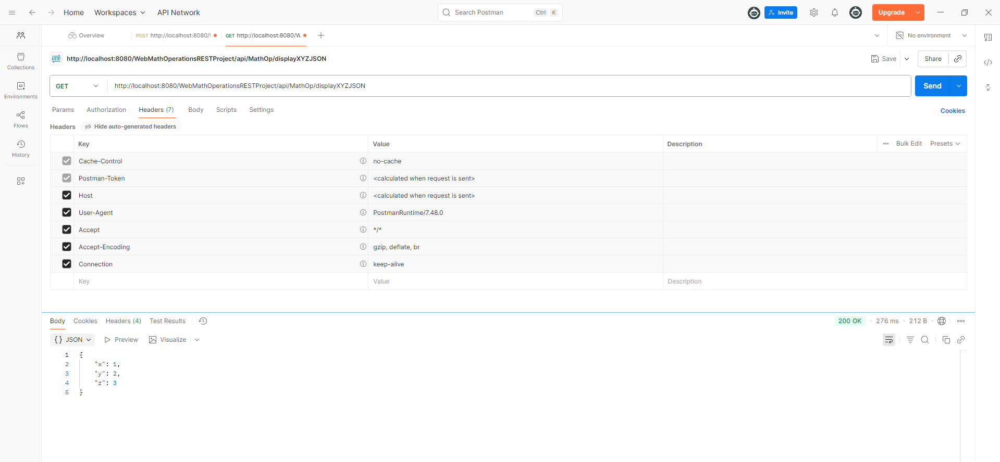 Home Workspaces API Network Search Postman Ctrl K Invite Upgrade
Overview POST http://localhost:8080/\ GET http://localhost:8080/W No environment
HTTP http://localhost:8080/WebMathOperationsRESTProject/api/MathOp/displayXYZJSON Save Share
Collections
GET http://localhost:8080/WebMathOperationsRESTProject/api/MathOp/displayXYZJSON Send
Environments
Params Authorization Headers (7) Body Scripts Settings Cookies
Flows
Headers Hide auto-generated headers
Key Value Description Bulk Edit Presets
History
Cache-Control no-cache
Postman-Token <calculated when request is sent>
Host <calculated when request is sent>
User-Agent PostmanRuntime/7.48.0
Accept */*
Accept-Encoding gzip, deflate, br
Connection keep-alive
Key Value Description
Body Cookies Headers (4) Test Results 200 OK 276 ms 212 B
{} JSON Preview Visualize
1 {
2 "x": 1,
3 "y": 2,
4 "z": 3
5 }